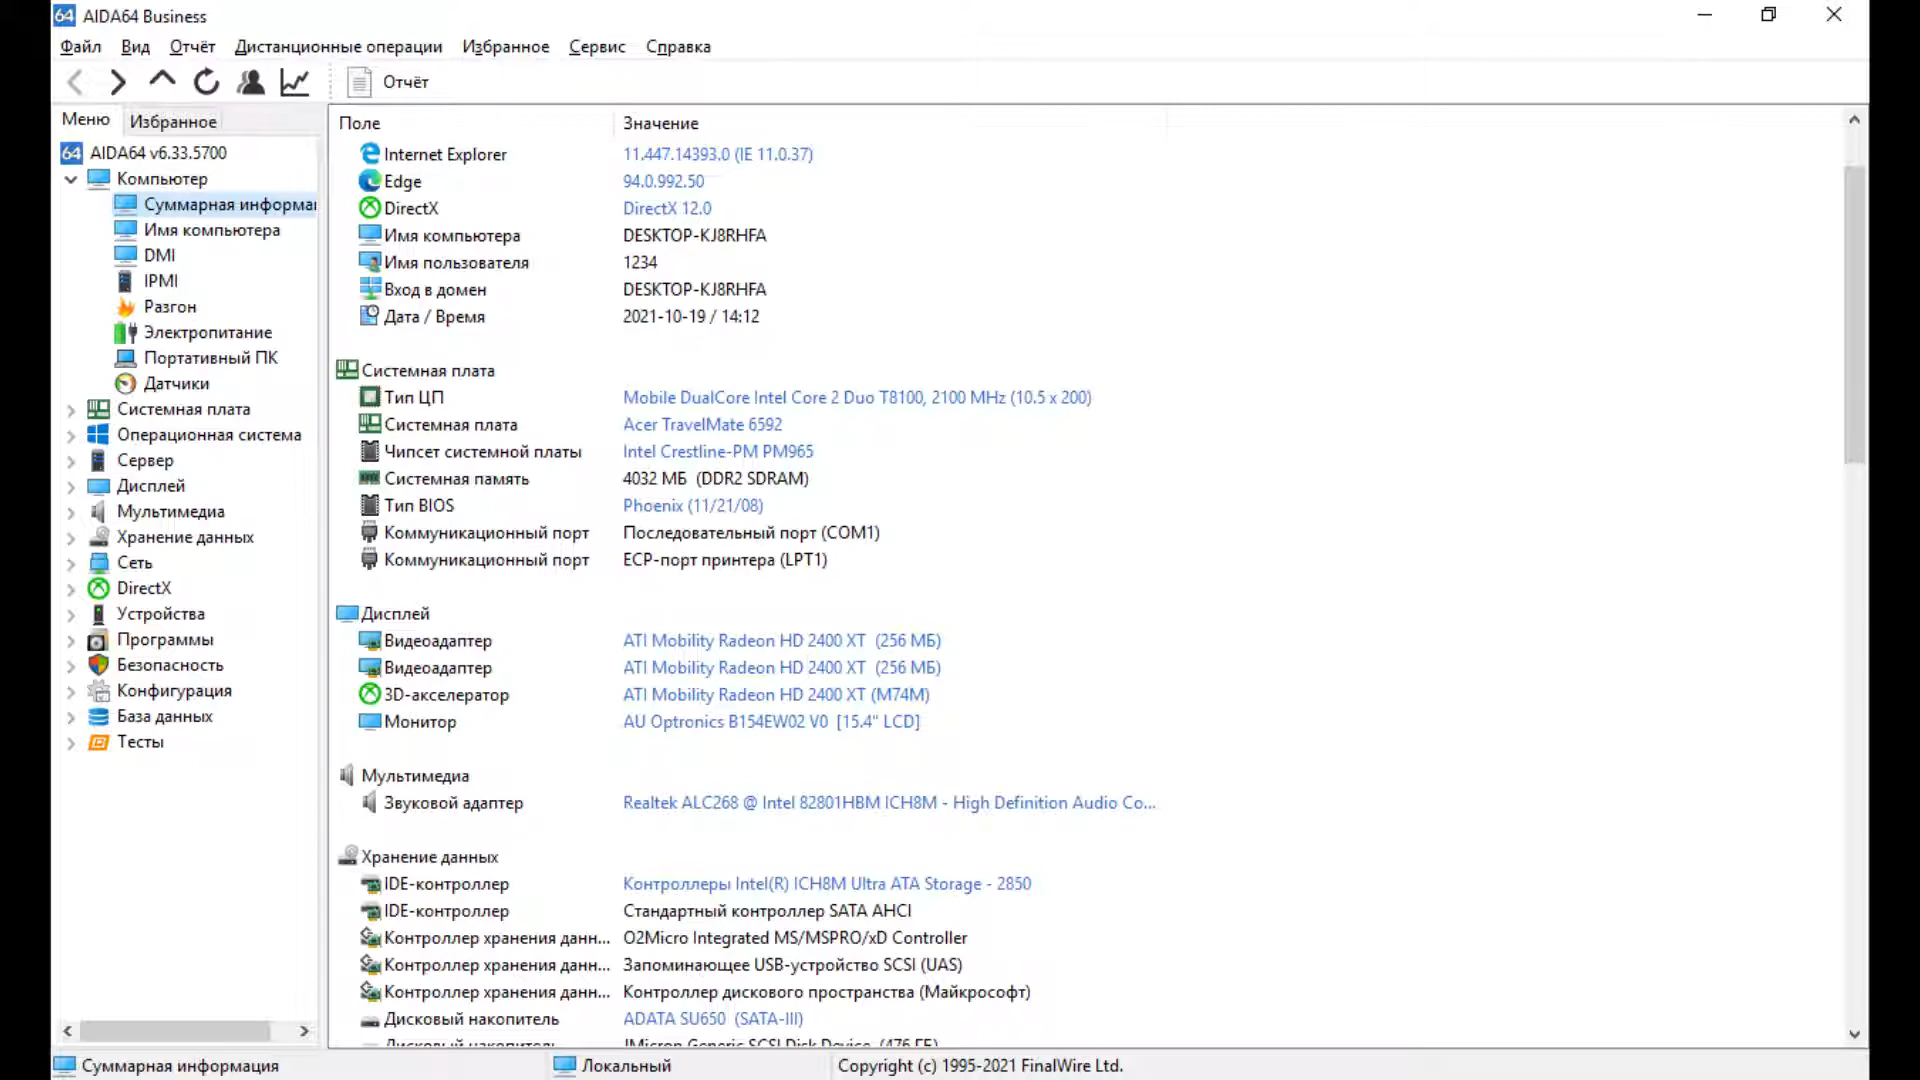 AIDA64 Business
Файл Вид Отчёт Дистанционные операции Избранное Сервис Справка
Отчёт
Меню Избранное
AIDA64 v6.33.5700
Компьютер
Суммарная информа
Имя компьютера
DMI
IPMI
Разгон
Электропитание
Портативный ПК
Датчики
Системная плата
Операционная система
Сервер
Дисплей
Мультимедиа
Хранение данных
Сеть
DirectX
Устройства
Программы
Безопасность
Конфигурация
База данных
Тесты
Поле Значение
Internet Explorer 11.447.14393.0 (IE 11.0.37)
Edge 94.0.992.50
DirectX DirectX 12.0
Имя компьютера DESKTOP-KJ8RHFA
Имя пользователя 1234
Вход в домен DESKTOP-KJ8RHFA
Дата / Время 2021-10-19 / 14:12
Системная плата
Тип ЦП Mobile DualCore Intel Core 2 Duo T8100, 2100 MHz (10.5 x 200)
Системная плата Acer TravelMate 6592
Чипсет системной платы Intel Crestline-PM PM965
Системная память 4032 МБ (DDR2 SDRAM)
Тип BIOS Phoenix (11/21/08)
Коммуникационный порт Последовательный порт (COM1)
Коммуникационный порт ECP-порт принтера (LPT1)
Дисплей
Видеоадаптер ATI Mobility Radeon HD 2400 XT (256 МБ)
Видеоадаптер ATI Mobility Radeon HD 2400 XT (256 МБ)
3D-акселератор ATI Mobility Radeon HD 2400 XT (M74M)
Монитор AU Optronics B154EW02 V0 [15.4" LCD]
Мультимедиа
Звуковой адаптер Realtek ALC268 @ Intel 82801HBM ICH8M - High Definition Audio Co...
Хранение данных
IDE-контроллер Контроллеры Intel(R) ICH8M Ultra ATA Storage - 2850
IDE-контроллер Стандартный контроллер SATA AHCI
Контроллер хранения данн... O2Micro Integrated MS/MSPRO/xD Controller
Контроллер хранения данн... Запоминающее USB-устройство SCSI (UAS)
Контроллер хранения данн... Контроллер дискового пространства (Майкрософт)
Дисковый накопитель ADATA SU650 (SATA-III)
Дисковый накопитель JMicron Generic SCSI Disk Device (476 ГБ)
Суммарная информация Локальный Copyright (c) 1995-2021 FinalWire Ltd.